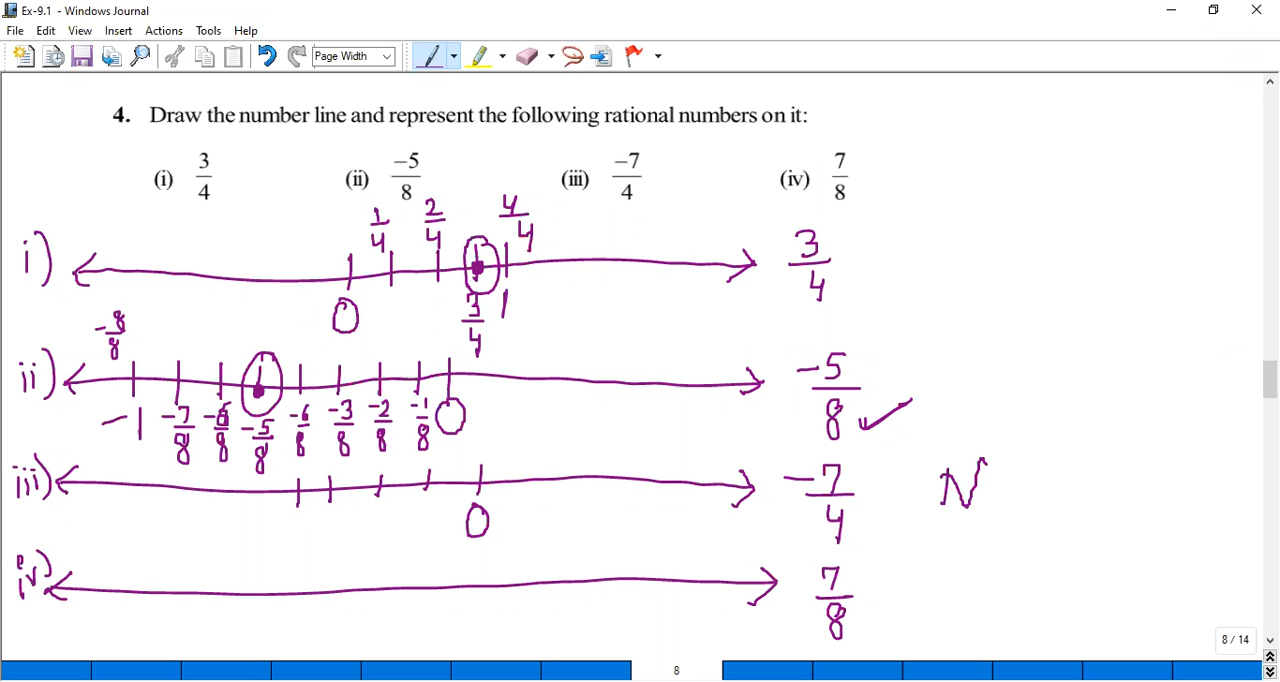 Ex-9.1 - Windows Journal
File Edit View Insert Actions Tools Help
Page Width
4. Draw the number line and represent the following rational numbers on it:
(i) 3/4 (ii) -5/8 (iii) -7/4 (iv) 7/8
1/4 2/4 4/4
i) 3/4
0 3/4 1
-8/8
ii) -5/8
-1 -7/8 -6/8 -5/8 -6/8 -3/8 -2/8 -1/8 0
iii) -7/4 N
0
iv) 7/8
8 / 14
8